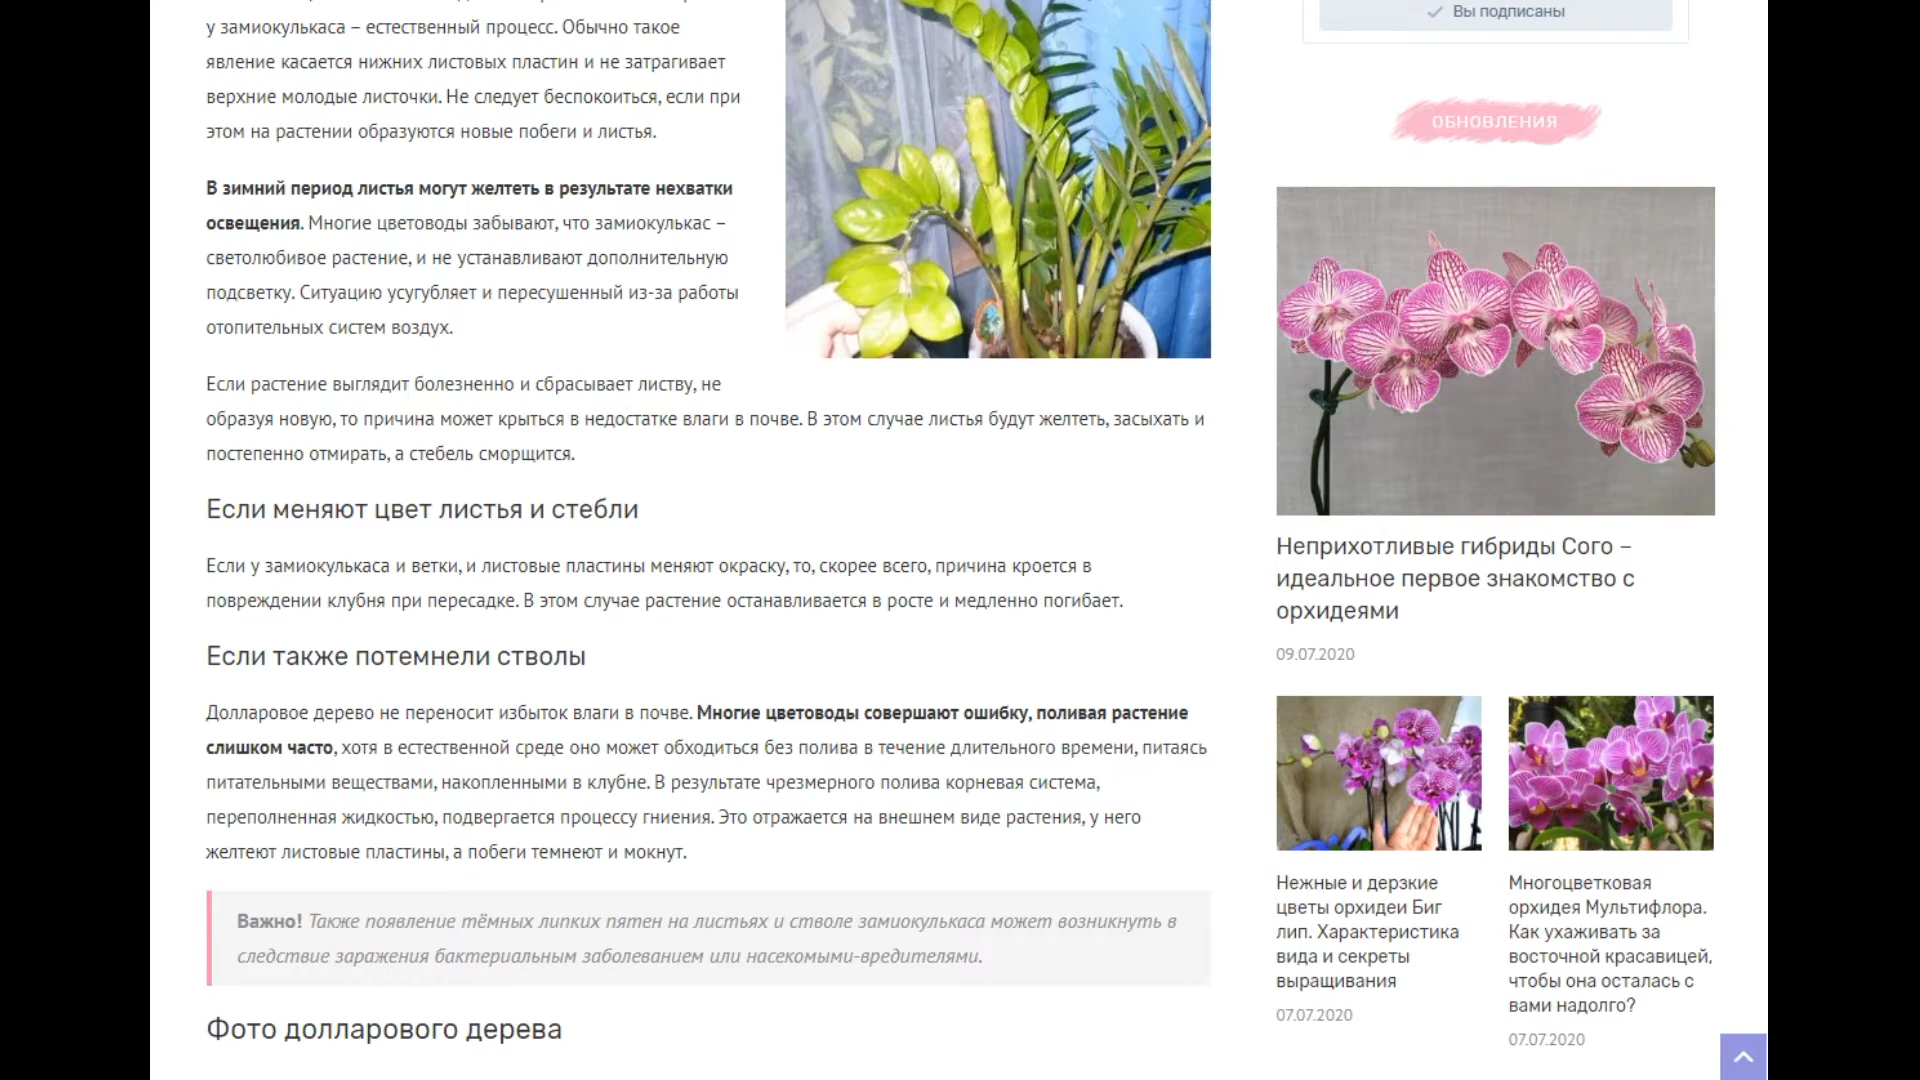 у замиокулькаса – естественный процесс. Обычно такое
явление касается нижних листовых пластин и не затрагивает
верхние молодые листочки. Не следует беспокоиться, если при
этом на растении образуются новые побеги и листья.
В зимний период листья могут желтеть в результате нехватки
освещения. Многие цветоводы забывают, что замиокулькас –
светолюбивое растение, и не устанавливают дополнительную
подсветку. Ситуацию усугубляет и пересушенный из-за работы
отопительных систем воздух.
Если растение выглядит болезненно и сбрасывает листву, не
образуя новую, то причина может крыться в недостатке влаги в почве. В этом случае листья будут желтеть, засыхать и
постепенно отмирать, а стебель сморщится.
Если меняют цвет листья и стебли
Если у замиокулькаса и ветки, и листовые пластины меняют окраску, то, скорее всего, причина кроется в
повреждении клубня при пересадке. В этом случае растение останавливается в росте и медленно погибает.
Если также потемнели стволы
Долларовое дерево не переносит избыток влаги в почве. Многие цветоводы совершают ошибку, поливая растение
слишком часто, хотя в естественной среде оно может обходиться без полива в течение длительного времени, питаясь
питательными веществами, накопленными в клубне. В результате чрезмерного полива корневая система,
переполненная жидкостью, подвергается процессу гниения. Это отражается на внешнем виде растения, у него
желтеют листовые пластины, а побеги темнеют и мокнут.
Важно! Также появление тёмных липких пятен на листьях и стволе замиокулькаса может возникнуть в
следствие заражения бактериальным заболеванием или насекомыми-вредителями.
Фото долларового дерева
Вы подписаны
ОБНОВЛЕНИЯ
Неприхотливые гибриды Сого –
идеальное первое знакомство с
орхидеями
09.07.2020
Нежные и дерзкие
цветы орхидеи Биг
лип. Характеристика
вида и секреты
выращивания
07.07.2020
Многоцветковая
орхидея Мультифлора.
Как ухаживать за
восточной красавицей,
чтобы она осталась с
вами надолго?
07.07.2020